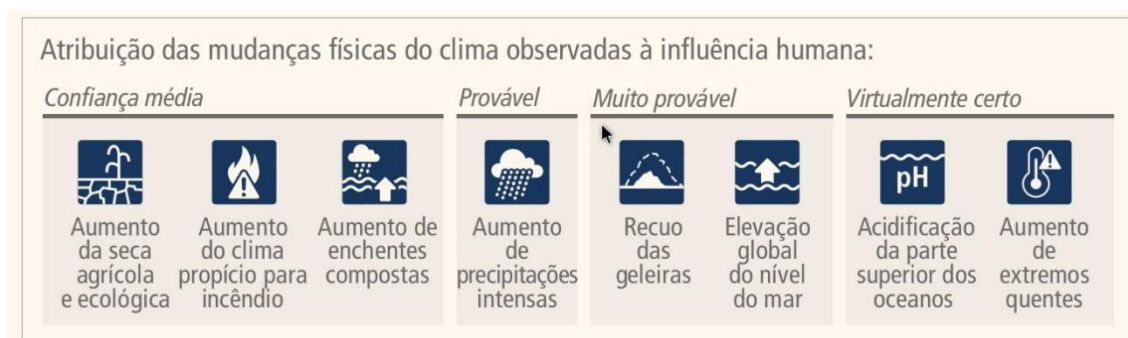 Atribuição das mudanças físicas do clima observadas à influência humana:
Confiança média
Provável
Muito provável
Virtualmente certo
Aumento
da seca
agrícola
e ecológica
Aumento
do clima
propício para
incêndio
Aumento de
enchentes
compostas
Aumento
de
precipitações
intensas
Recuo
das
geleiras
Elevação
global
do nível
do mar
pH
Acidificação
da parte
superior dos
oceanos
Aumento
de
extremos
quentes